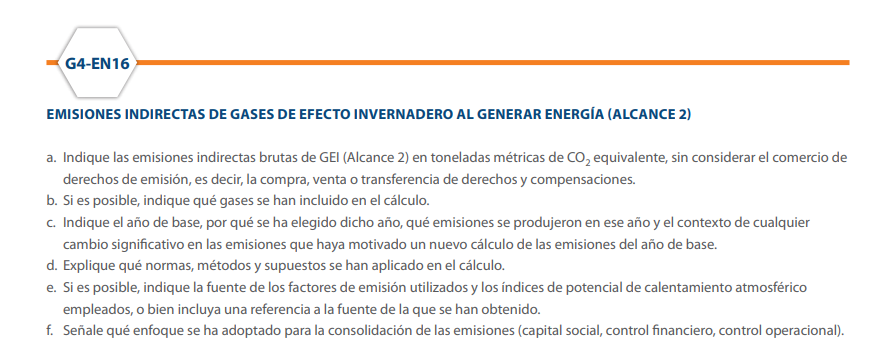 G4-EN16
EMISIONES INDIRECTAS DE GASES DE EFECTO INVERNADERO AL GENERAR ENERGÍA (ALCANCE 2)
a. Indique las emisiones indirectas brutas de GEI (Alcance 2) en toneladas métricas de CO2 equivalente, sin considerar el comercio de
derechos de emisión, es decir, la compra, venta o transferencia de derechos y compensaciones.
b. Si es posible, indique qué gases se han incluido en el cálculo.
c. Indique el año de base, por qué se ha elegido dicho año, qué emisiones se produjeron en ese año y el contexto de cualquier
cambio significativo en las emisiones que haya motivado un nuevo cálculo de las emisiones del año de base.
d. Explique qué normas, métodos y supuestos se han aplicado en el cálculo.
e. Si es posible, indique la fuente de los factores de emisión utilizados y los índices de potencial de calentamiento atmosférico
empleados, o bien incluya una referencia a la fuente de la que se han obtenido.
f. Señale qué enfoque se ha adoptado para la consolidación de las emisiones (capital social, control financiero, control operacional).